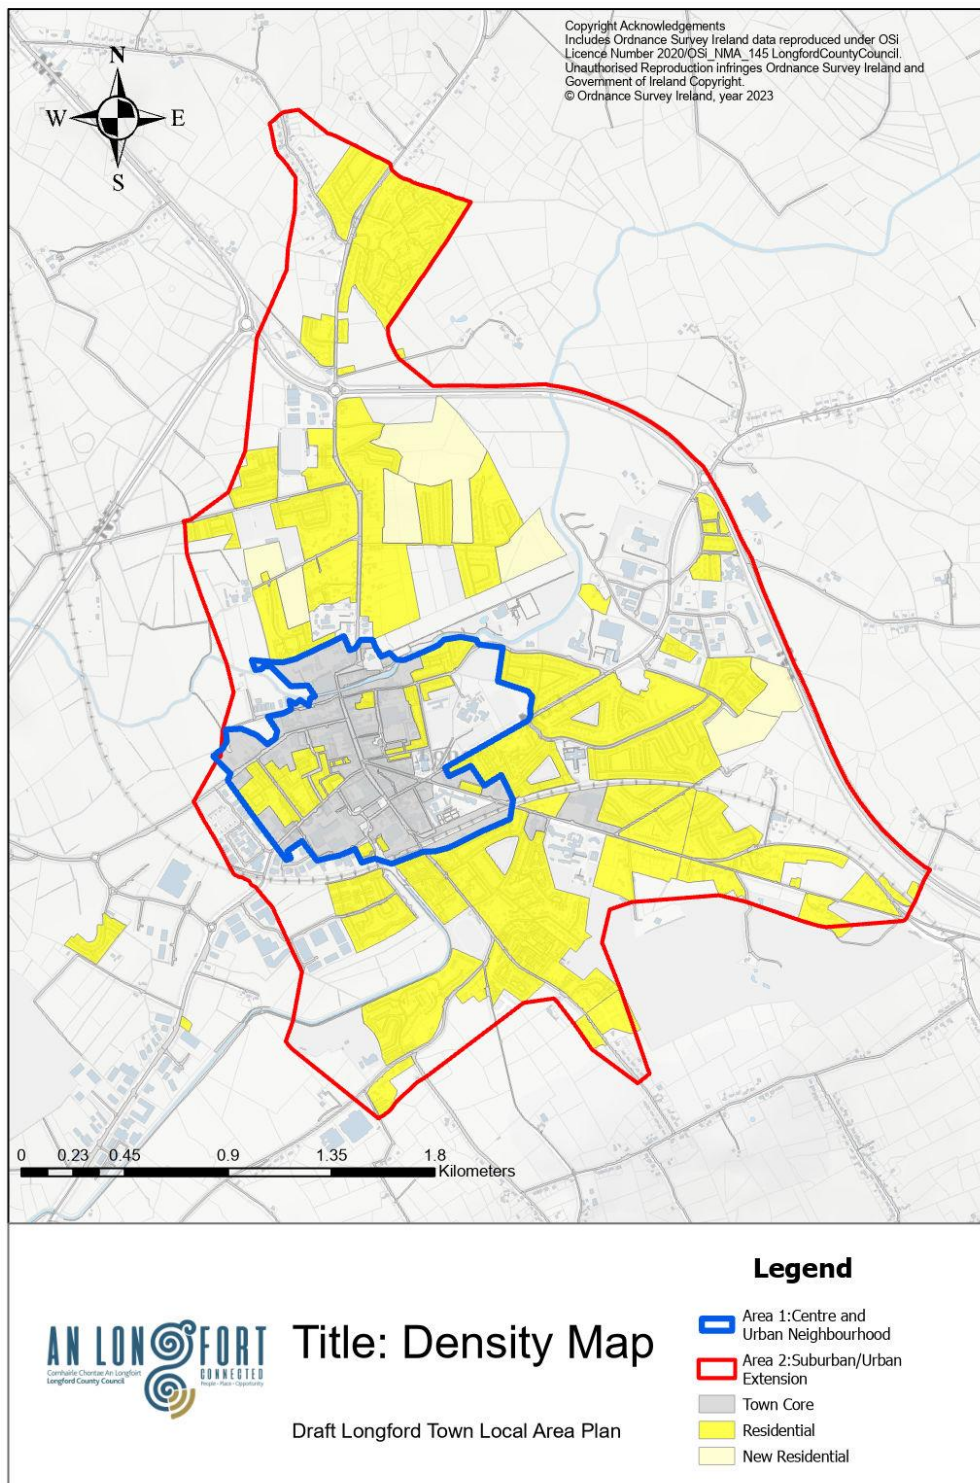 Copyright Acknowledgements
Includes Ordnance Survey Ireland data reproduced under OSi
Licence Number 2020/OSi_NMA_145 LongfordCountyCouncil.
Unauthorised Reproduction infringes Ordnance Survey Ireland and
Government of Ireland Copyright.
© Ordnance Survey Ireland, year 2023
N
W E
S
0 0.23 0.45 0.9 1.35 1.8
Kilometers
Legend
Area 1:Centre and
Urban Neighbourhood
Area 2:Suburban/Urban
Extension
Town Core
Residential
New Residential
AN LONGFORT
CONNECTED
Comhairle Chontae An Longfoirt
Longford County Council
People · Place · Opportunity
Title: Density Map
Draft Longford Town Local Area Plan